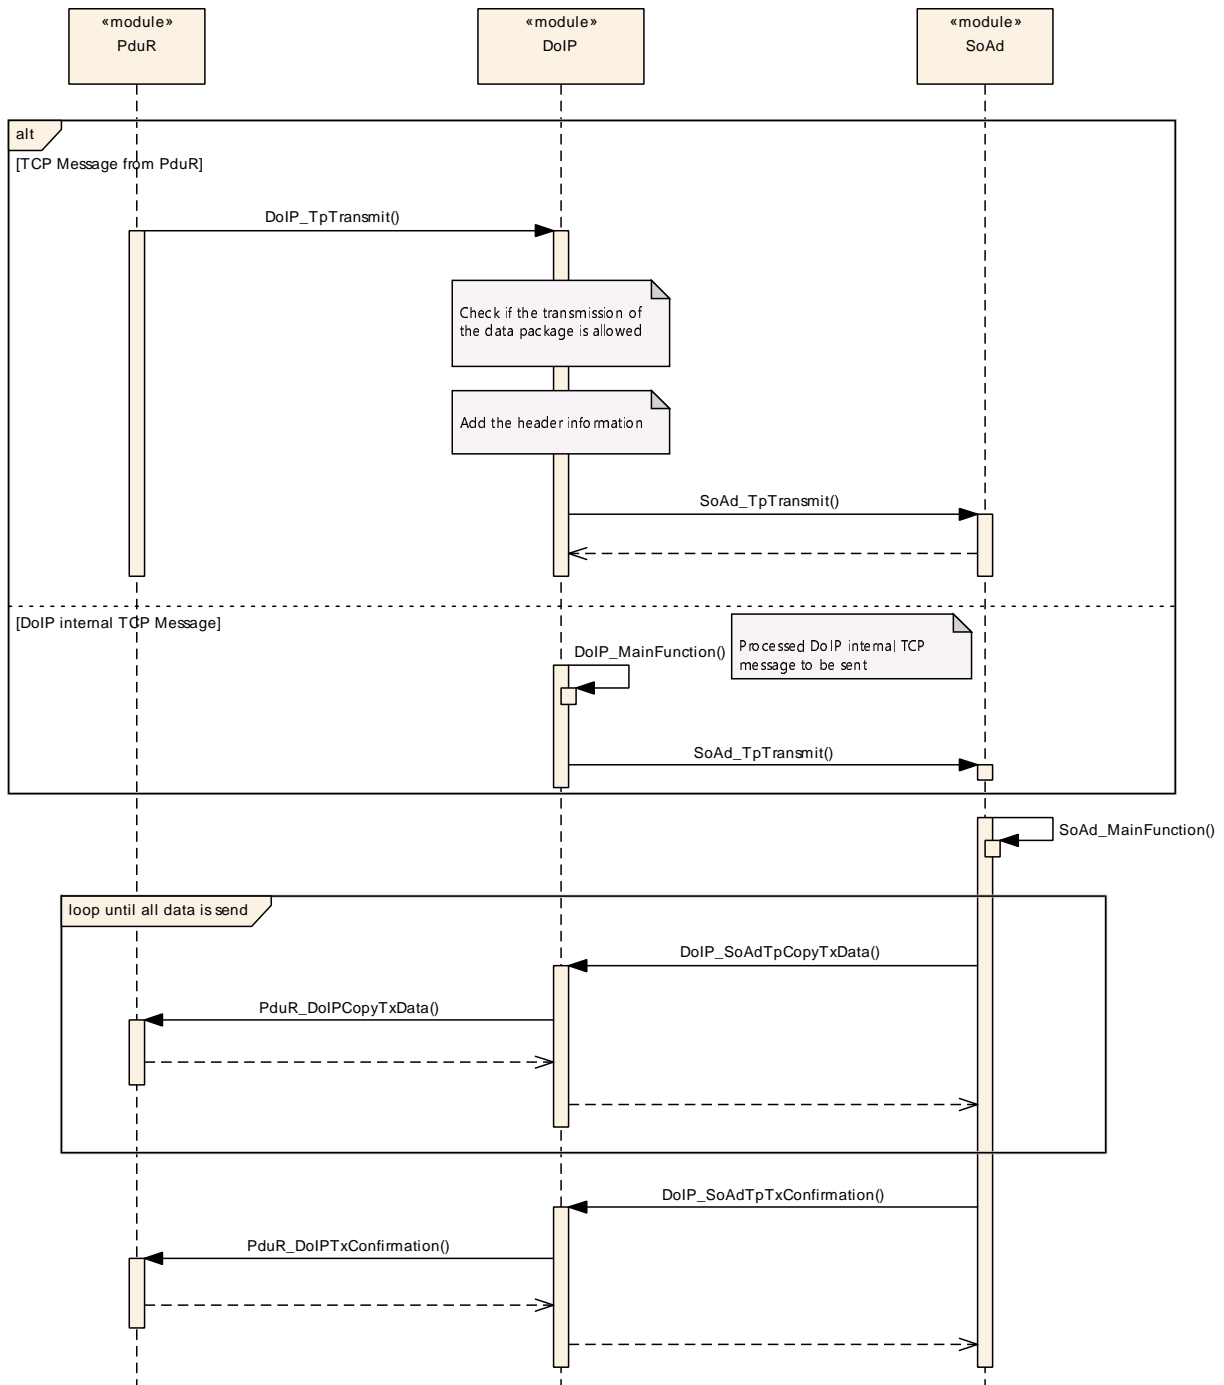 «module»
PduR
«module»
DoIP
«module»
SoAd
alt
[TCP Message from PduR]
DoIP_TpTransmit()
Check if the transmission of
the data package is allowed
Add the header information
SoAd_TpTransmit()
[DoIP internal TCP Message]
DoIP_MainFunction()
Processed DoIP internal TCP
message to be sent
SoAd_TpTransmit()
SoAd_MainFunction()
loop until all data is send
DoIP_SoAdTpCopyTxData()
PduR_DoIPCopyTxData()
DoIP_SoAdTpTxConfirmation()
PduR_DoIPTxConfirmation()